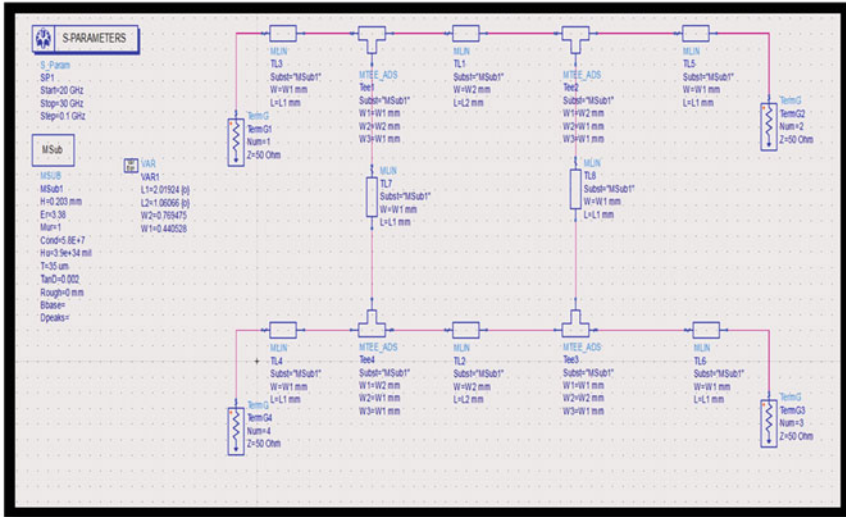 S-PARAMETERS
S_Param
SP1
Start=20 GHz
Stop=30 GHz
Step=0.1 GHz
MSub
MSUB
MSub1
H=0.203 mm
Er=3.38
Mur=1
Cond=5.8E+7
Hu=3.9e+34 mil
T=35 um
TanD=0.002
Rough=0 mm
Bbase=
Dpeaks=
VAR
VAR1
L1=2.01924 {o}
L2=1.06066 {o}
W2=0.769475
W1=0.440528
MLIN
TL3
Subst="MSub1"
W=W1 mm
L=L1 mm
MTEE_ADS
Tee1
Subst="MSub1"
W1=W1 mm
W2=W2 mm
W3=W1 mm
MLIN
TL1
Subst="MSub1"
W=W2 mm
L=L2 mm
MTEE_ADS
Tee2
Subst="MSub1"
W1=W2 mm
W2=W1 mm
W3=W1 mm
MLIN
TL5
Subst="MSub1"
W=W1 mm
L=L1 mm
TermG
TermG1
Num=1
Z=50 Ohm
TermG
TermG2
Num=2
Z=50 Ohm
MLIN
TL7
Subst="MSub1"
W=W1 mm
L=L1 mm
MLIN
TL8
Subst="MSub1"
W=W1 mm
L=L1 mm
MLIN
TL4
Subst="MSub1"
W=W1 mm
L=L1 mm
MTEE_ADS
Tee4
Subst="MSub1"
W1=W2 mm
W2=W1 mm
W3=W1 mm
MLIN
TL2
Subst="MSub1"
W=W2 mm
L=L2 mm
MTEE_ADS
Tee3
Subst="MSub1"
W1=W1 mm
W2=W2 mm
W3=W1 mm
MLIN
TL6
Subst="MSub1"
W=W1 mm
L=L1 mm
TermG
TermG4
Num=4
Z=50 Ohm
TermG
TermG3
Num=3
Z=50 Ohm